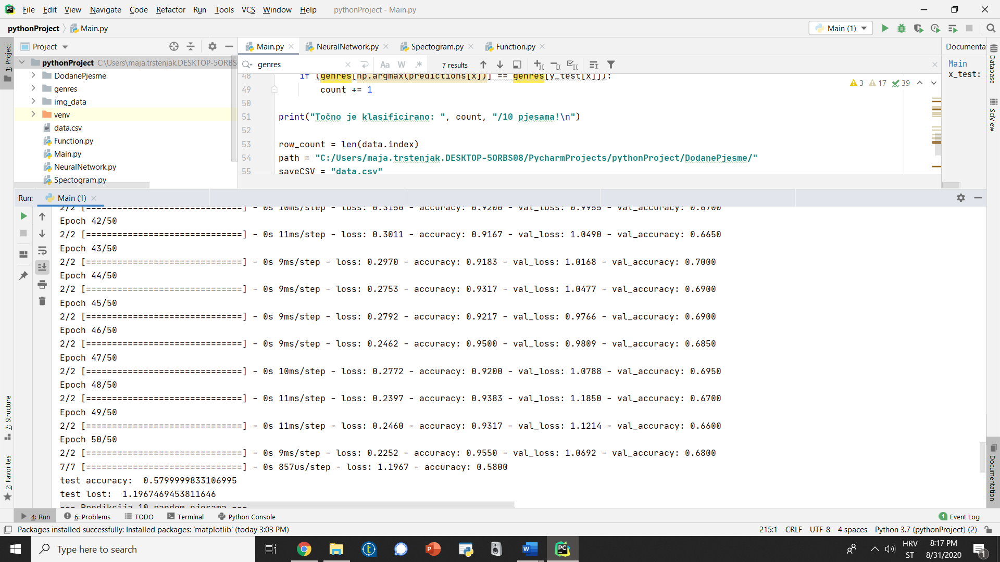 File Edit View Navigate Code Refactor Run Tools VCS Window Help pythonProject - Main.py
pythonProject Main.py Main (1)
1: Project
Project
pythonProject C:\Users\maja.trstenjak.DESKTOP-5ORBS
DodanePjesme
genres
img_data
venv
data.csv
Function.py
Main.py
NeuralNetwork.py
Spectogram.py
Main.py NeuralNetwork.py Spectogram.py Function.py
genres Aa W .* 7 results
3 17 39
48 if (genres[np.argmax(predictions[x])] == genres[y_test[x]]):
49 count += 1
50
51 print("Točno je klasificirano: ", count, "/10 pjesama!\n")
52
53 row_count = len(data.index)
54 path = "C:/Users/maja.trstenjak.DESKTOP-5ORBS08/PycharmProjects/pythonProject/DodanePjesme/"
55 saveCSV = "data.csv"
Documenta
Main
x_test:
Database
SciView
Run: Main (1)
2/2 [==============================] - 0s 10ms/step - loss: 0.3150 - accuracy: 0.9200 - val_loss: 0.9955 - val_accuracy: 0.6700
Epoch 42/50
2/2 [==============================] - 0s 11ms/step - loss: 0.3011 - accuracy: 0.9167 - val_loss: 1.0490 - val_accuracy: 0.6650
Epoch 43/50
2/2 [==============================] - 0s 9ms/step - loss: 0.2970 - accuracy: 0.9183 - val_loss: 1.0168 - val_accuracy: 0.7000
Epoch 44/50
2/2 [==============================] - 0s 9ms/step - loss: 0.2753 - accuracy: 0.9317 - val_loss: 1.0477 - val_accuracy: 0.6900
Epoch 45/50
2/2 [==============================] - 0s 9ms/step - loss: 0.2792 - accuracy: 0.9217 - val_loss: 0.9766 - val_accuracy: 0.6900
Epoch 46/50
2/2 [==============================] - 0s 9ms/step - loss: 0.2462 - accuracy: 0.9500 - val_loss: 0.9809 - val_accuracy: 0.6850
Epoch 47/50
2/2 [==============================] - 0s 10ms/step - loss: 0.2772 - accuracy: 0.9200 - val_loss: 1.0788 - val_accuracy: 0.6950
Epoch 48/50
2/2 [==============================] - 0s 11ms/step - loss: 0.2397 - accuracy: 0.9383 - val_loss: 1.1850 - val_accuracy: 0.6700
Epoch 49/50
2/2 [==============================] - 0s 11ms/step - loss: 0.2460 - accuracy: 0.9317 - val_loss: 1.1214 - val_accuracy: 0.6600
Epoch 50/50
2/2 [==============================] - 0s 9ms/step - loss: 0.2252 - accuracy: 0.9550 - val_loss: 1.0692 - val_accuracy: 0.6800
7/7 [==============================] - 0s 857us/step - loss: 1.1967 - accuracy: 0.5800
test accuracy: 0.5799999833106995
test lost: 1.1967469453811646
=== Predikcija 10 random pjesama ===
7: Structure
2: Favorites
Documentation
4: Run 6: Problems TODO Terminal Python Console 1 Event Log
Packages installed successfully: Installed packages: 'matplotlib' (today 3:03 PM) 215:1 CRLF UTF-8 4 spaces Python 3.7 (pythonProject) (2)
Type here to search
HRV
ST
8:17 PM
8/31/2020
1